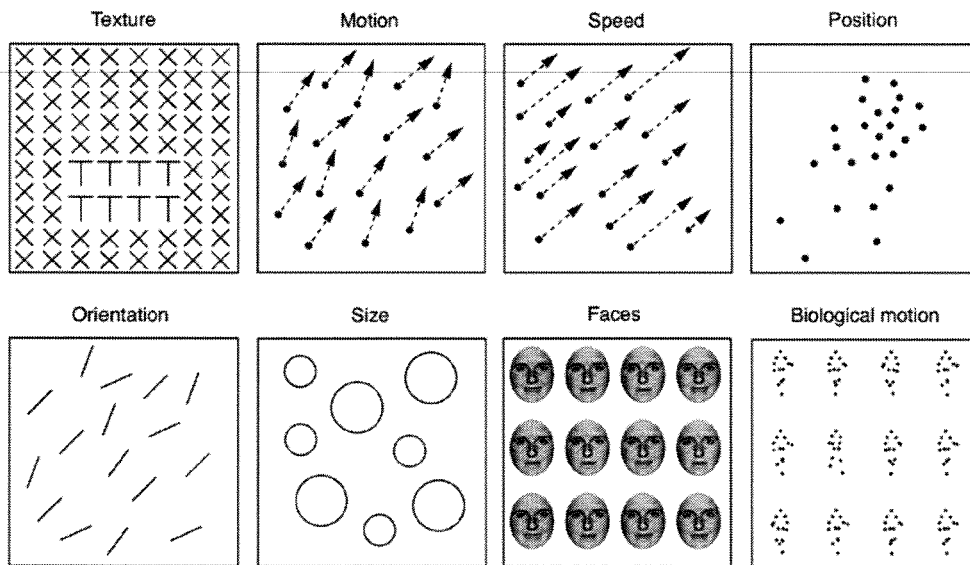 Texture
Motion
Speed
Position
Orientation
Size
Faces
Biological motion